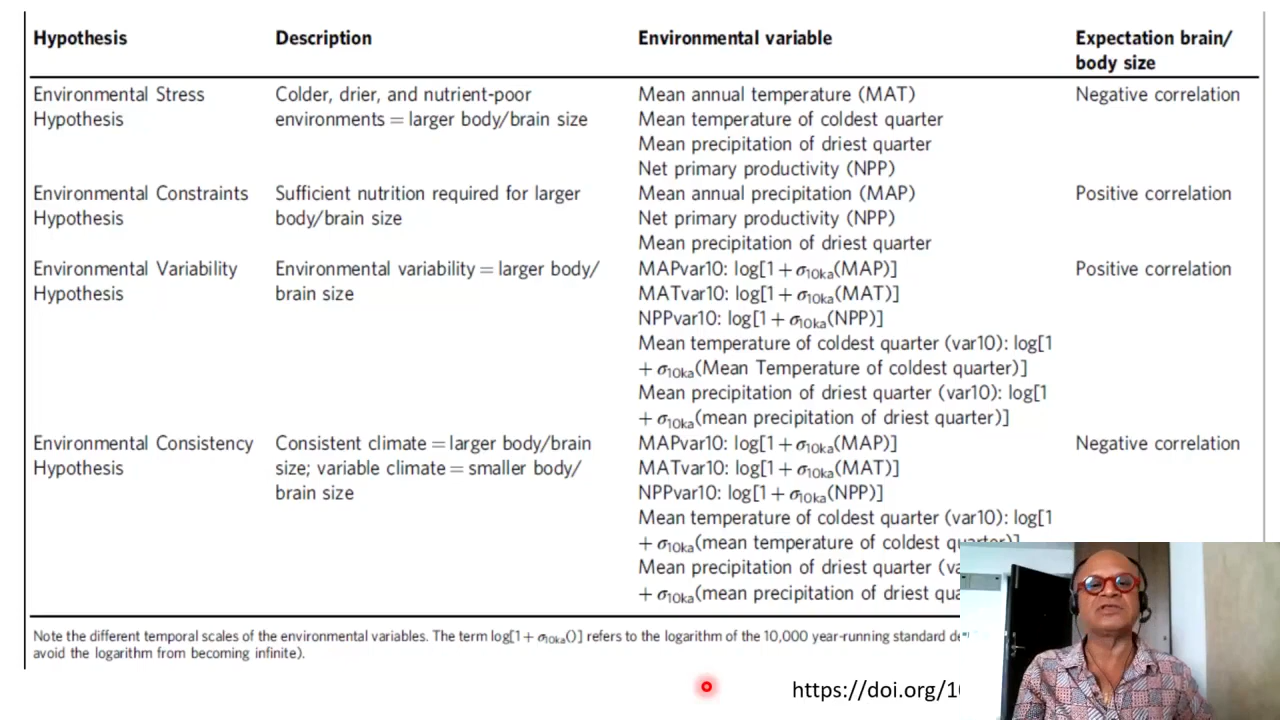 Hypothesis Description Environmental variable Expectation brain/
body size
Environmental Stress Colder, drier, and nutrient-poor Mean annual temperature (MAT) Negative correlation
Hypothesis environments = larger body/brain size Mean temperature of coldest quarter
Mean precipitation of driest quarter
Net primary productivity (NPP)
Environmental Constraints Sufficient nutrition required for larger Mean annual precipitation (MAP) Positive correlation
Hypothesis body/brain size Net primary productivity (NPP)
Mean precipitation of driest quarter
Environmental Variability Environmental variability = larger body/ MAPvar10: log[1 + σ10ka(MAP)] Positive correlation
Hypothesis brain size MATvar10: log[1 + σ10ka(MAT)]
NPPvar10: log[1 + σ10ka(NPP)]
Mean temperature of coldest quarter (var10): log[1
+ σ10ka(Mean Temperature of coldest quarter)]
Mean precipitation of driest quarter (var10): log[1
+ σ10ka(mean precipitation of driest quarter)]
Environmental Consistency Consistent climate = larger body/brain MAPvar10: log[1 + σ10ka(MAP)] Negative correlation
Hypothesis size; variable climate = smaller body/ MATvar10: log[1 + σ10ka(MAT)]
brain size NPPvar10: log[1 + σ10ka(NPP)]
Mean temperature of coldest quarter (var10): log[1
+ σ10ka(mean temperature of coldest quarter)]
Mean precipitation of driest quarter
+ σ10ka(mean precipitation of driest
Note the different temporal scales of the environmental variables. The term log[1 + σ10ka()] refers to the logarithm of the 10,000 year-running standard
avoid the logarithm from becoming infinite).
https://doi.org/10